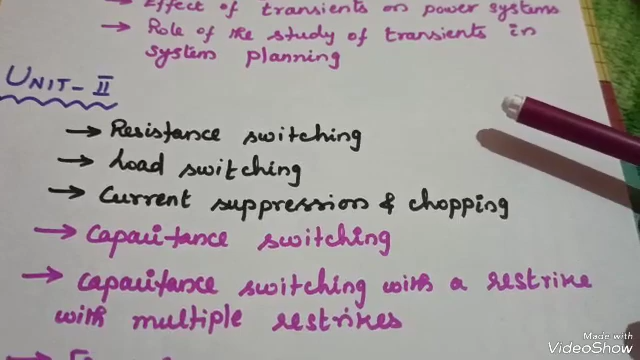 → Effect of transients on power systems
→ Role of the study of transients in
system planning
UNIT-II
→ Resistance switching
→ Load switching
→ Current suppression & chopping
→ Capacitance switching
→ Capacitance switching with a restrike
with multiple restrikes
Made with
VideoShow